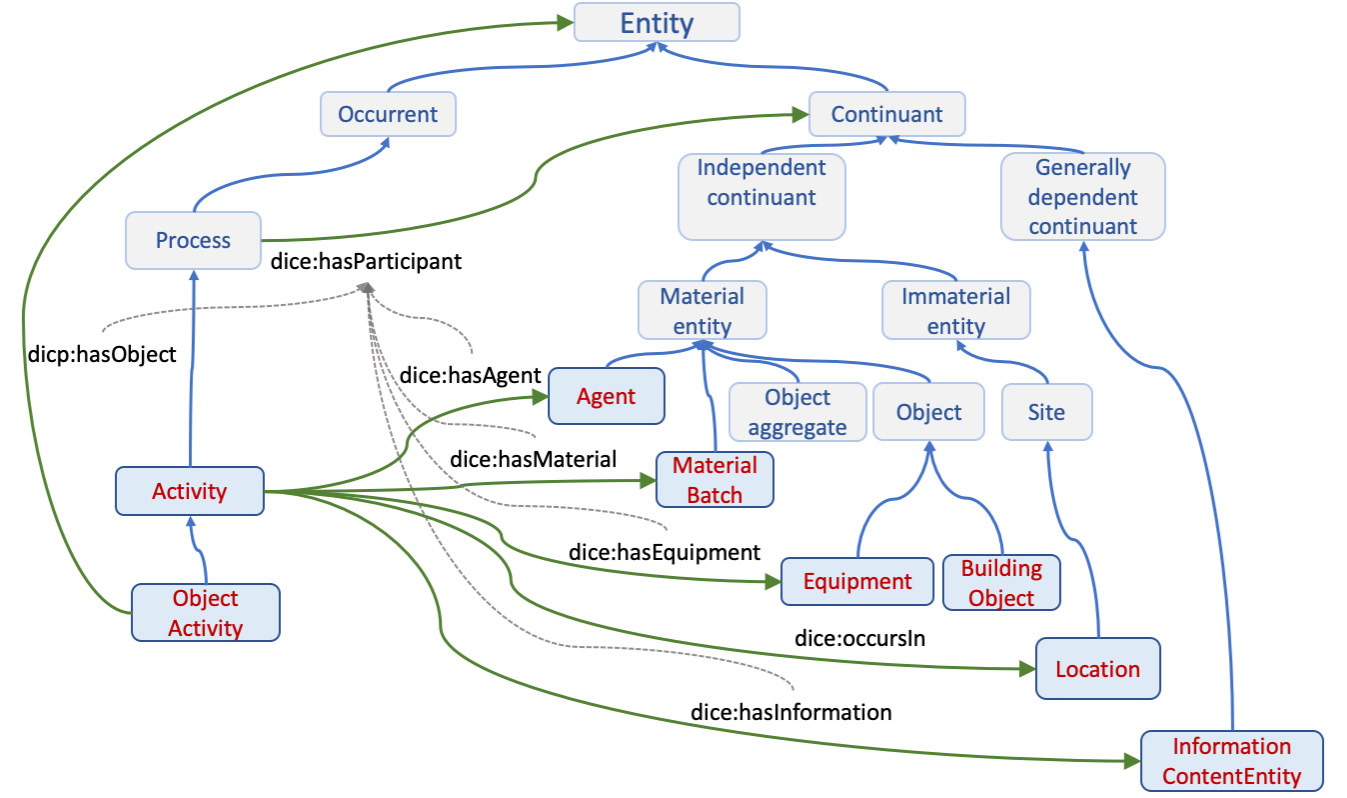 Entity
Occurrent
Continuant
Independent
continuant
Generally
dependent
continuant
Process
dice:hasParticipant
Material
entity
Immaterial
entity
dicp:hasObject
dice:hasAgent
Agent
Object
aggregate
Object
Site
dice:hasMaterial
Material
Batch
Activity
dice:hasEquipment
Equipment
Building
Object
Object
Activity
dice:occursIn
Location
dice:hasInformation
Information
ContentEntity